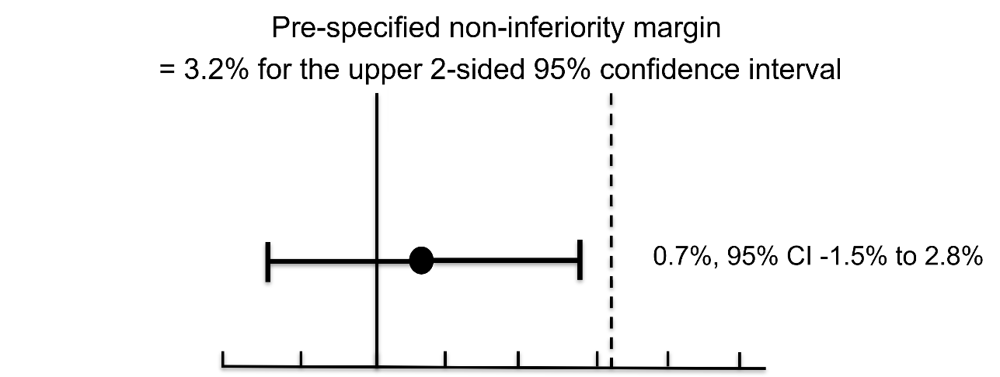 Pre-specified non-inferiority margin
= 3.2% for the upper 2-sided 95% confidence interval
0.7%, 95% CI -1.5% to 2.8%